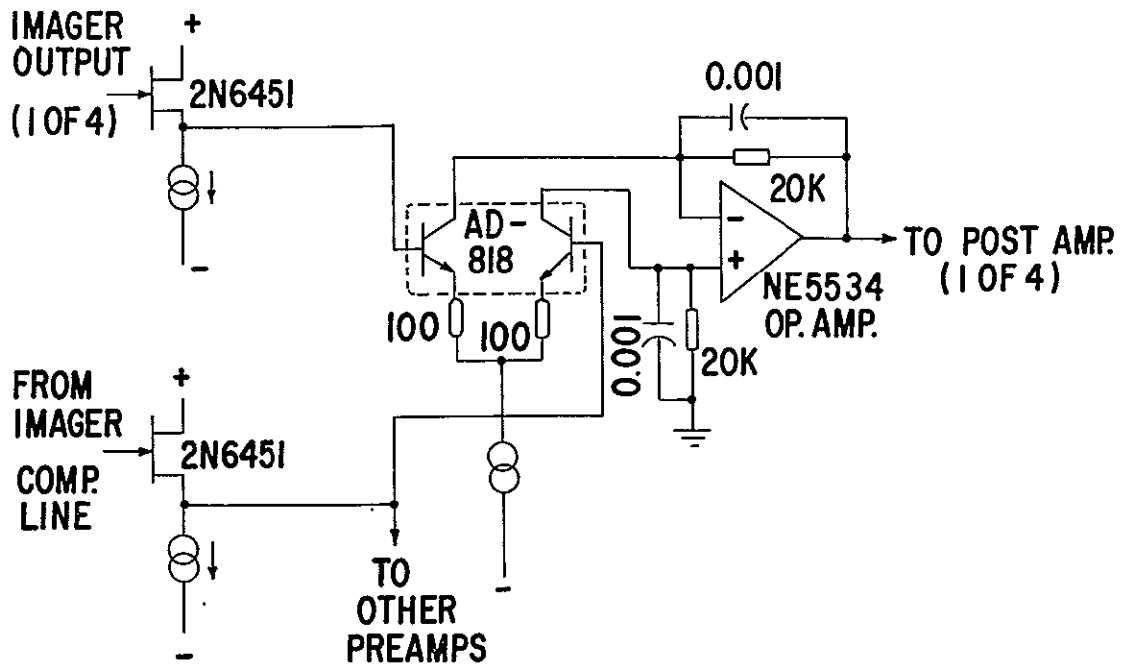 IMAGER
OUTPUT
(1 OF 4)
+
2N6451
-
0.001
20K
AD-
818
-
+
NE5534
OP. AMP.
TO POST AMP.
(1 OF 4)
100
100
0.001
20K
FROM
IMAGER
COMP.
LINE
+
2N6451
-
TO
OTHER
PREAMPS
-